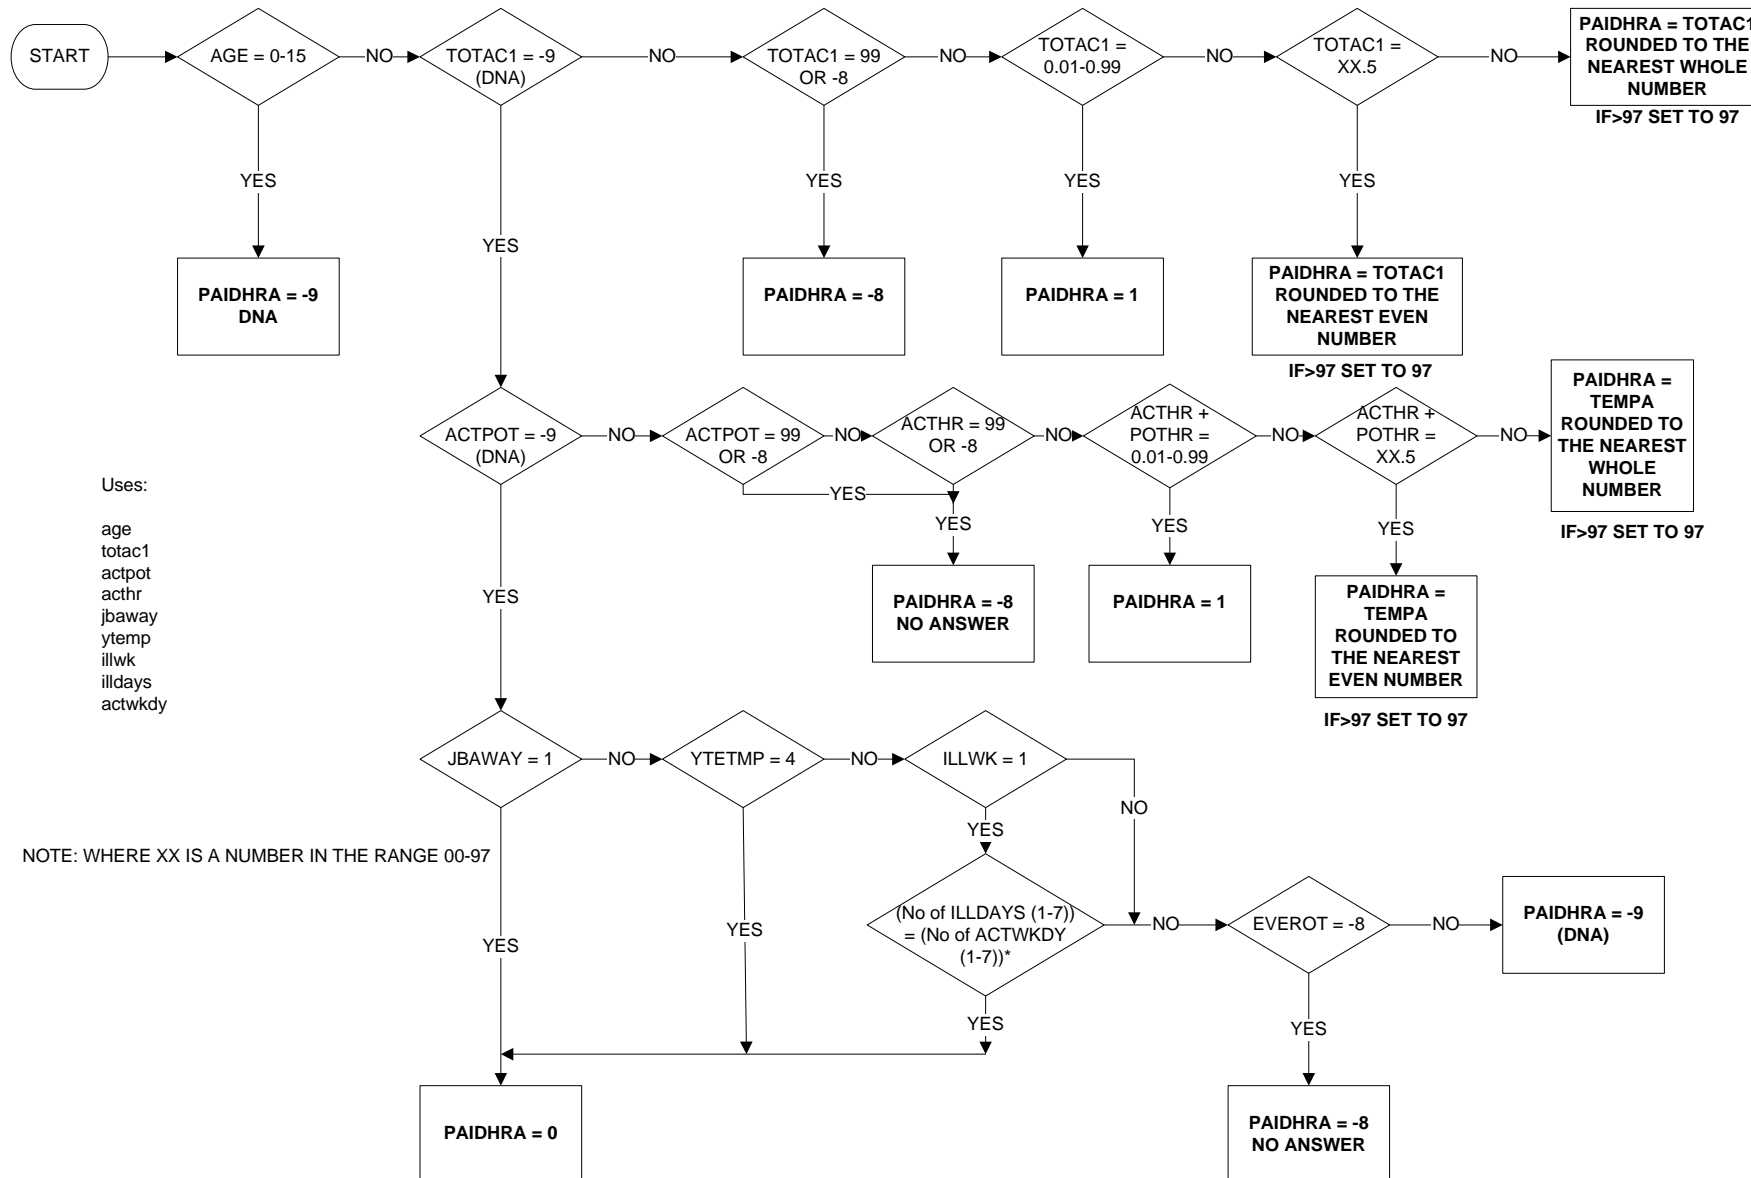 START
AGE = 0-15
NO
TOTAC1 = -9
(DNA)
NO
TOTAC1 = 99
OR -8
NO
TOTAC1 =
0.01-0.99
NO
TOTAC1 =
XX.5
NO
PAIDHRA = TOTAC1
ROUNDED TO THE
NEAREST WHOLE
NUMBER
IF>97 SET TO 97
YES
YES
YES
YES
YES
PAIDHRA = -9
DNA
PAIDHRA = -8
PAIDHRA = 1
PAIDHRA = TOTAC1
ROUNDED TO THE
NEAREST EVEN
NUMBER
IF>97 SET TO 97
ACTPOT = -9
(DNA)
NO
ACTPOT = 99
OR -8
NO
ACTHR = 99
OR -8
NO
ACTHR +
POTHR =
0.01-0.99
NO
ACTHR +
POTHR =
XX.5
NO
PAIDHRA =
TEMPA
ROUNDED TO
THE NEAREST
WHOLE
NUMBER
IF>97 SET TO 97
YES
YES
YES
YES
YES
PAIDHRA = -8
NO ANSWER
PAIDHRA = 1
PAIDHRA =
TEMPA
ROUNDED TO
THE NEAREST
EVEN NUMBER
IF>97 SET TO 97
Uses:
age
totac1
actpot
acthr
jbaway
ytemp
illwk
illdays
actwkdy
JBAWAY = 1
NO
YTETMP = 4
NO
ILLWK = 1
NO
YES
NOTE: WHERE XX IS A NUMBER IN THE RANGE 00-97
YES
YES
(No of ILLDAYS (1-7))
= (No of ACTWKDY
(1-7))*
NO
EVEROT = -8
NO
PAIDHRA = -9
(DNA)
YES
YES
PAIDHRA = 0
PAIDHRA = -8
NO ANSWER